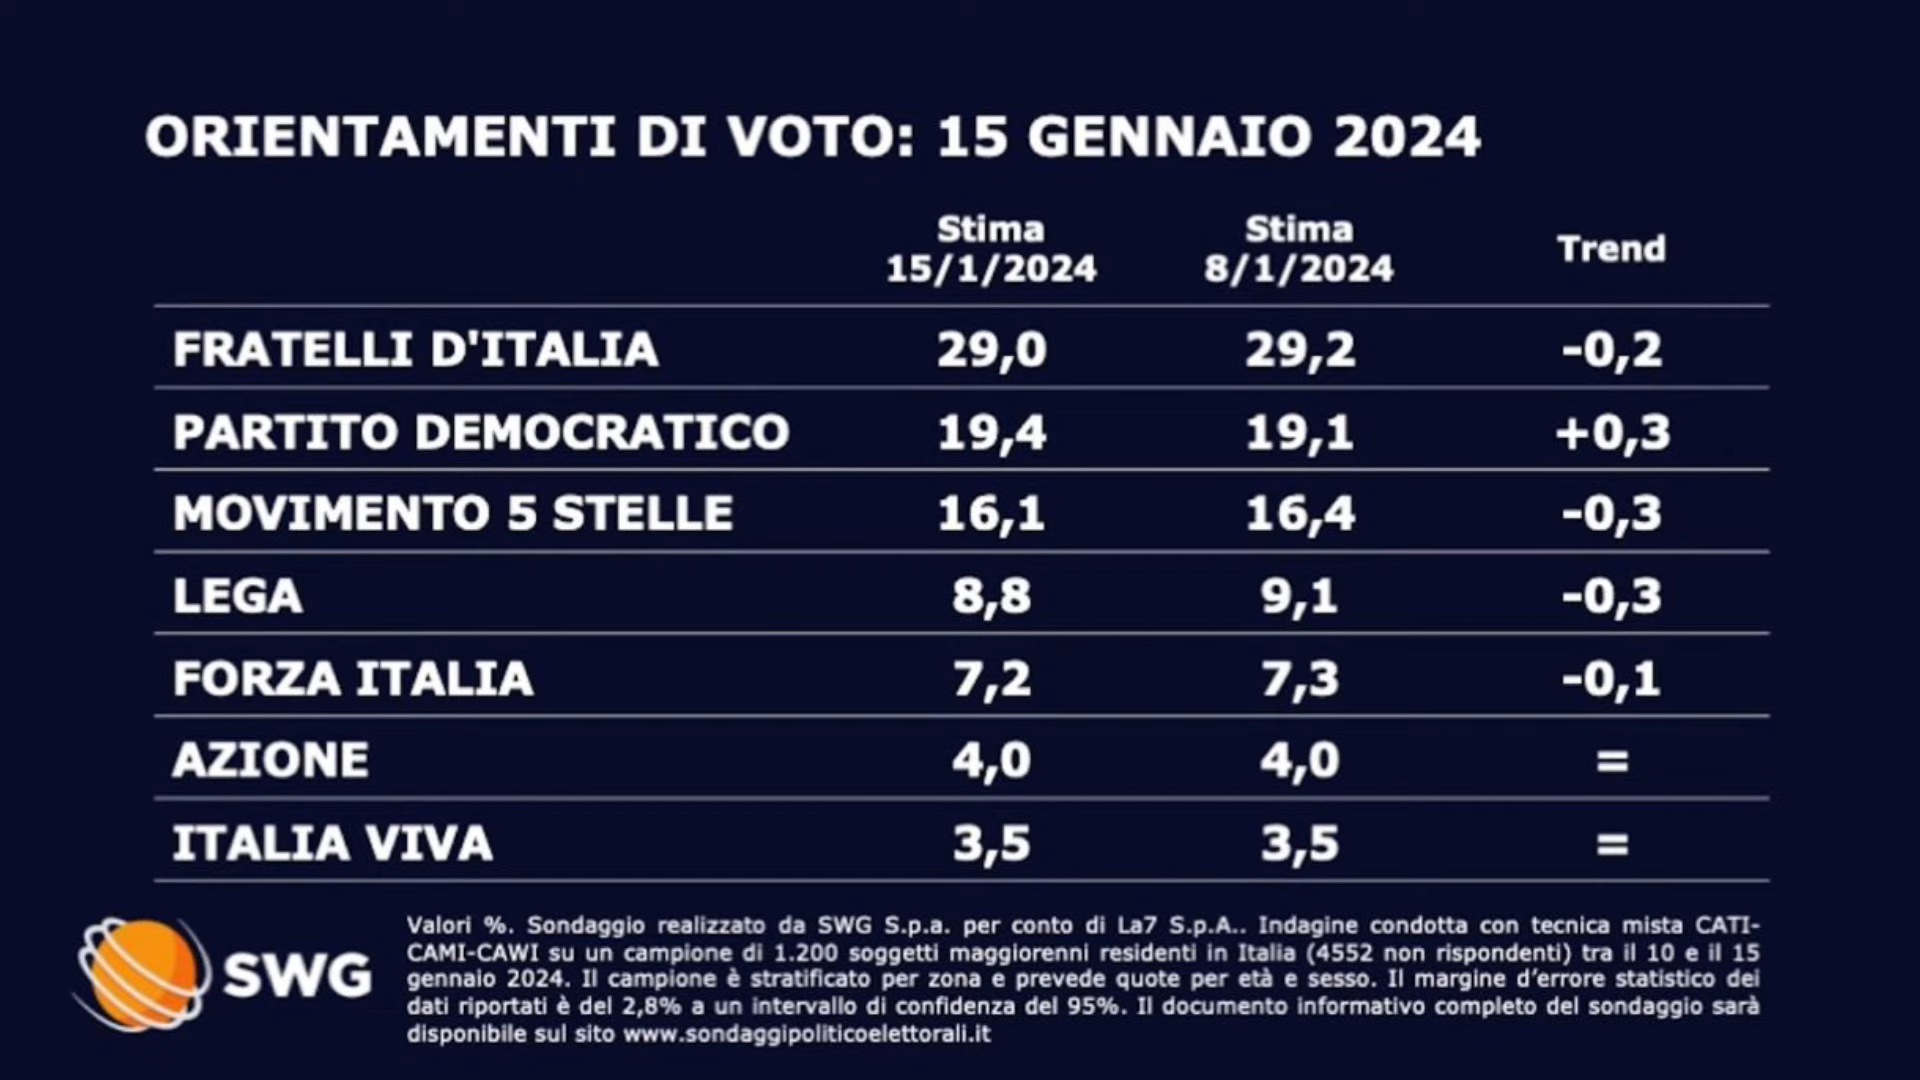 ORIENTAMENTI DI VOTO: 15 GENNAIO 2024
Stima 15/1/2024 Stima 8/1/2024 Trend
FRATELLI D'ITALIA 29,0 29,2 -0,2
PARTITO DEMOCRATICO 19,4 19,1 +0,3
MOVIMENTO 5 STELLE 16,1 16,4 -0,3
LEGA 8,8 9,1 -0,3
FORZA ITALIA 7,2 7,3 -0,1
AZIONE 4,0 4,0 =
ITALIA VIVA 3,5 3,5 =
SWG
Valori %. Sondaggio realizzato da SWG S.p.a. per conto di La7 S.p.A.. Indagine condotta con tecnica mista CATI-
CAMI-CAWI su un campione di 1.200 soggetti maggiorenni residenti in Italia (4552 non rispondenti) tra il 10 e il 15
gennaio 2024. Il campione è stratificato per zona e prevede quote per età e sesso. Il margine d'errore statistico dei
dati riportati è del 2,8% a un intervallo di confidenza del 95%. Il documento informativo completo del sondaggio sarà
disponibile sul sito www.sondaggipoliticoelettorali.it